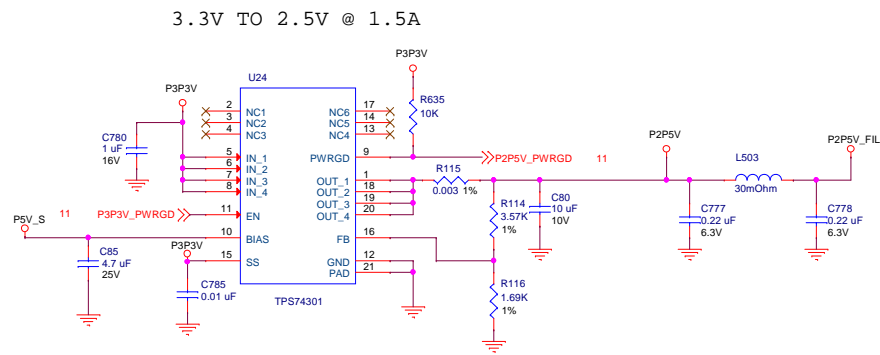 3.3V TO 2.5V @ 1.5A
P3P3V
U24
P3P3V
R635
10K
2
NC1
NC6
17
3
NC2
NC5
14
4
NC3
NC4
13
C780
1 uF
16V
5
IN_1
PWRGD
9
P2P5V_PWRGD
11
6
IN_2
7
IN_3
8
IN_4
OUT_1
1
OUT_2
18
OUT_3
19
OUT_4
20
R115
0.003 1%
P2P5V
L503
30mOhm
P2P5V_FIL
R114
3.57K
1%
C80
10 uF
10V
C777
0.22 uF
6.3V
C778
0.22 uF
6.3V
P5V_S
11
P3P3V_PWRGD
11
EN
10
BIAS
FB
16
C85
4.7 uF
25V
P3P3V
15
SS
GND
12
PAD
21
C785
0.01 uF
TPS74301
R116
1.69K
1%